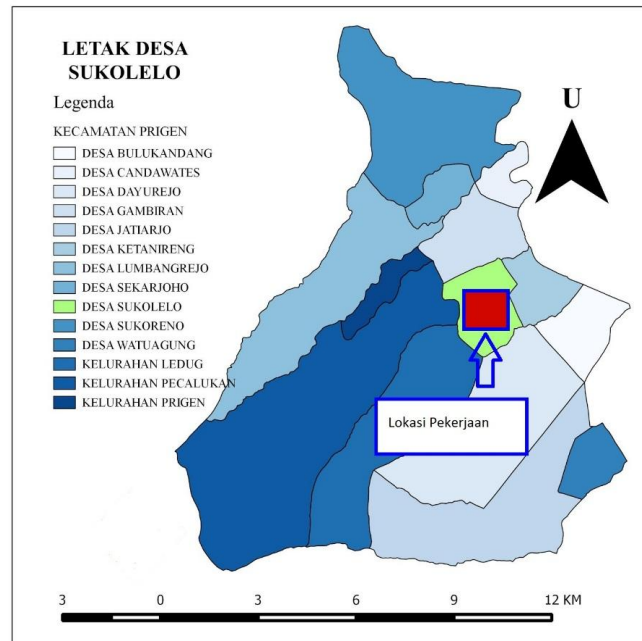 LETAK DESA
SUKOLELO
Legenda
KECAMATAN PRIGEN
DESA BULUKANDANG
DESA CANDAWATES
DESA DAYUREJO
DESA GAMBIRAN
DESA JATIARJO
DESA KETANIRENG
DESA LUMBANGREJO
DESA SEKARJOHO
DESA SUKOLELO
DESA SUKORENO
DESA WATUAGUNG
KELURAHAN LEDUG
KELURAHAN PECALUKAN
KELURAHAN PRIGEN
U
Lokasi Pekerjaan
3 0 3 6 9 12 KM